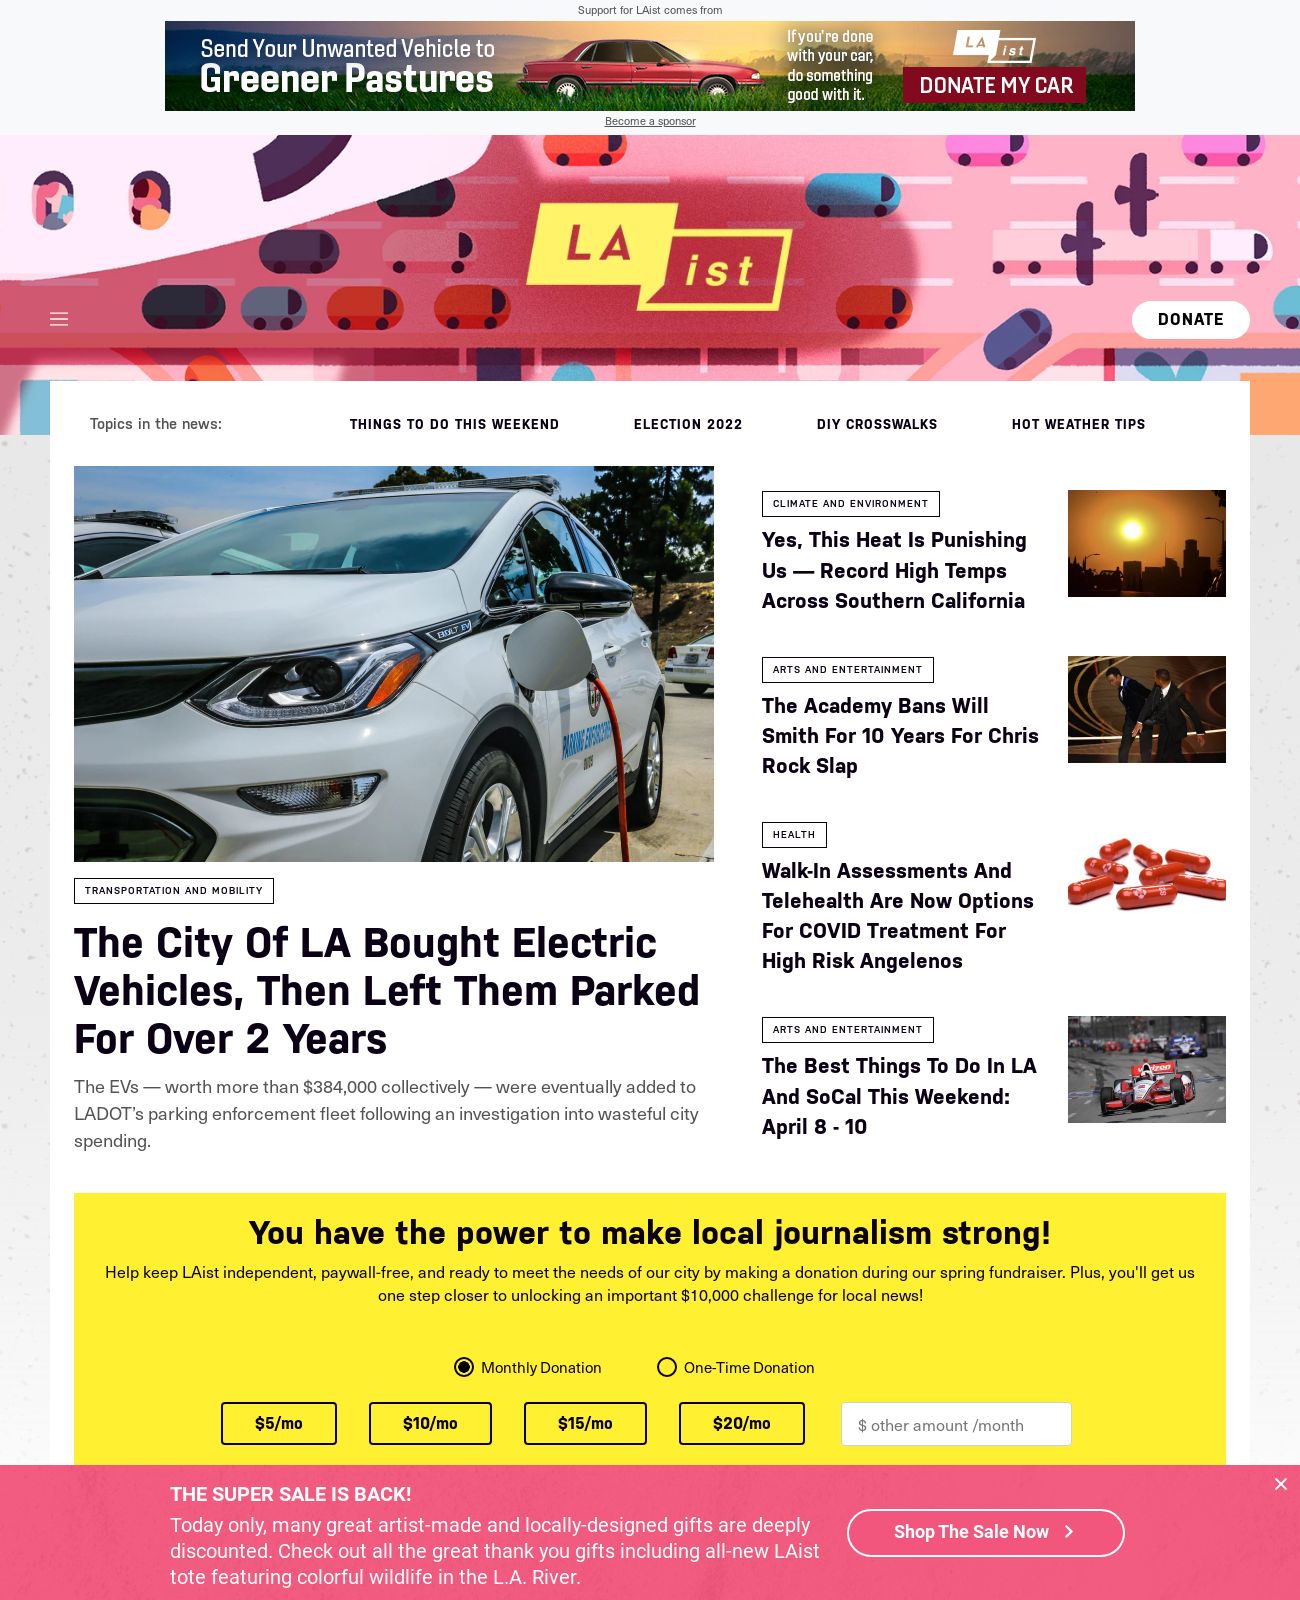 Support for LAist comes from
Send Your Unwanted Vehicle to
Greener Pastures
If you're done
with your car,
do something
good with it.
LA
ist
DONATE MY CAR
Become a sponsor
LA
ist
DONATE
Topics in the news:
THINGS TO DO THIS WEEKEND
ELECTION 2022
DIY CROSSWALKS
HOT WEATHER TIPS
BOLT EV
PARKING ENFORCEMENT
TRANSPORTATION AND MOBILITY
The City Of LA Bought Electric
Vehicles, Then Left Them Parked
For Over 2 Years
The EVs — worth more than $384,000 collectively — were eventually added to
LADOT’s parking enforcement fleet following an investigation into wasteful city
spending.
CLIMATE AND ENVIRONMENT
Yes, This Heat Is Punishing
Us — Record High Temps
Across Southern California
ARTS AND ENTERTAINMENT
The Academy Bans Will
Smith For 10 Years For Chris
Rock Slap
HEALTH
Walk-In Assessments And
Telehealth Are Now Options
For COVID Treatment For
High Risk Angelenos
ARTS AND ENTERTAINMENT
The Best Things To Do In LA
And SoCal This Weekend:
April 8 - 10
verizon
You have the power to make local journalism strong!
Help keep LAist independent, paywall-free, and ready to meet the needs of our city by making a donation during our spring fundraiser. Plus, you'll get us
one step closer to unlocking an important $10,000 challenge for local news!
Monthly Donation
One-Time Donation
$5/mo
$10/mo
$15/mo
$20/mo
$ other amount /month
THE SUPER SALE IS BACK!
Today only, many great artist-made and locally-designed gifts are deeply
discounted. Check out all the great thank you gifts including all-new LAist
tote featuring colorful wildlife in the L.A. River.
Shop The Sale Now